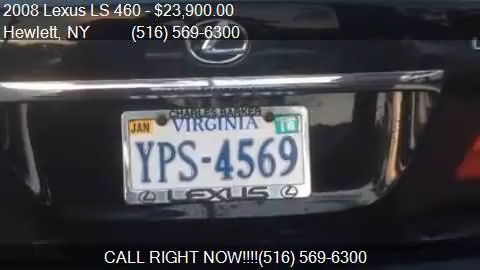 2008 Lexus LS 460 - $23,900.00
Hewlett, NY (516) 569-6300
CHARLES BARKER
JAN VIRGINIA
YPS-4569
LEXUS
CALL RIGHT NOW!!!!(516) 569-6300